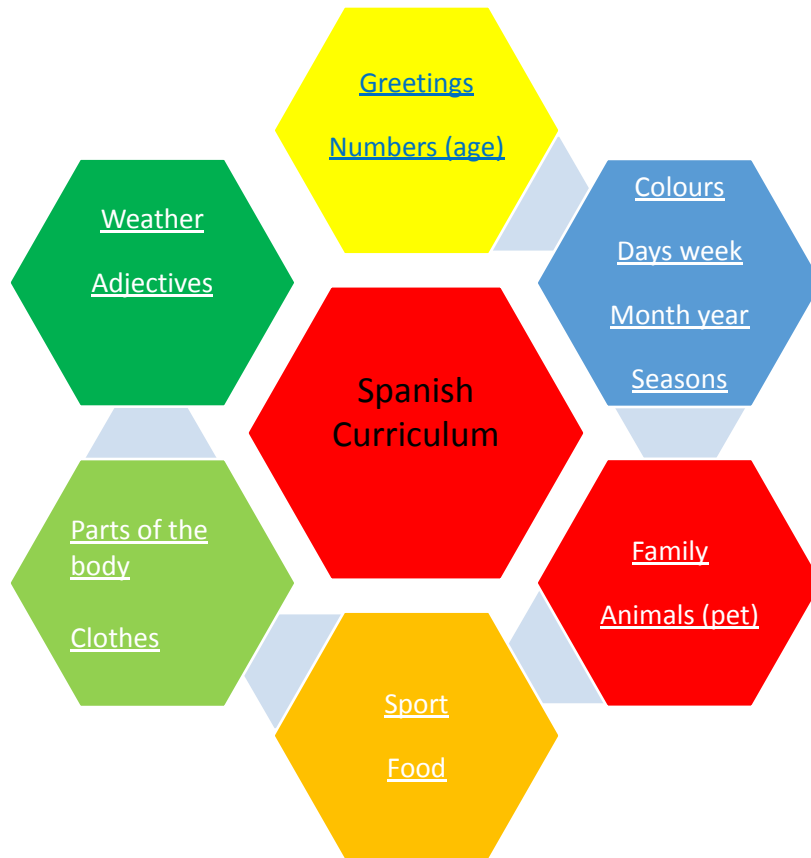 Greetings
Numbers (age)
Colours
Days week
Month year
Seasons
Family
Animals (pet)
Sport
Food
Parts of the
body
Clothes
Weather
Adjectives
Spanish
Curriculum